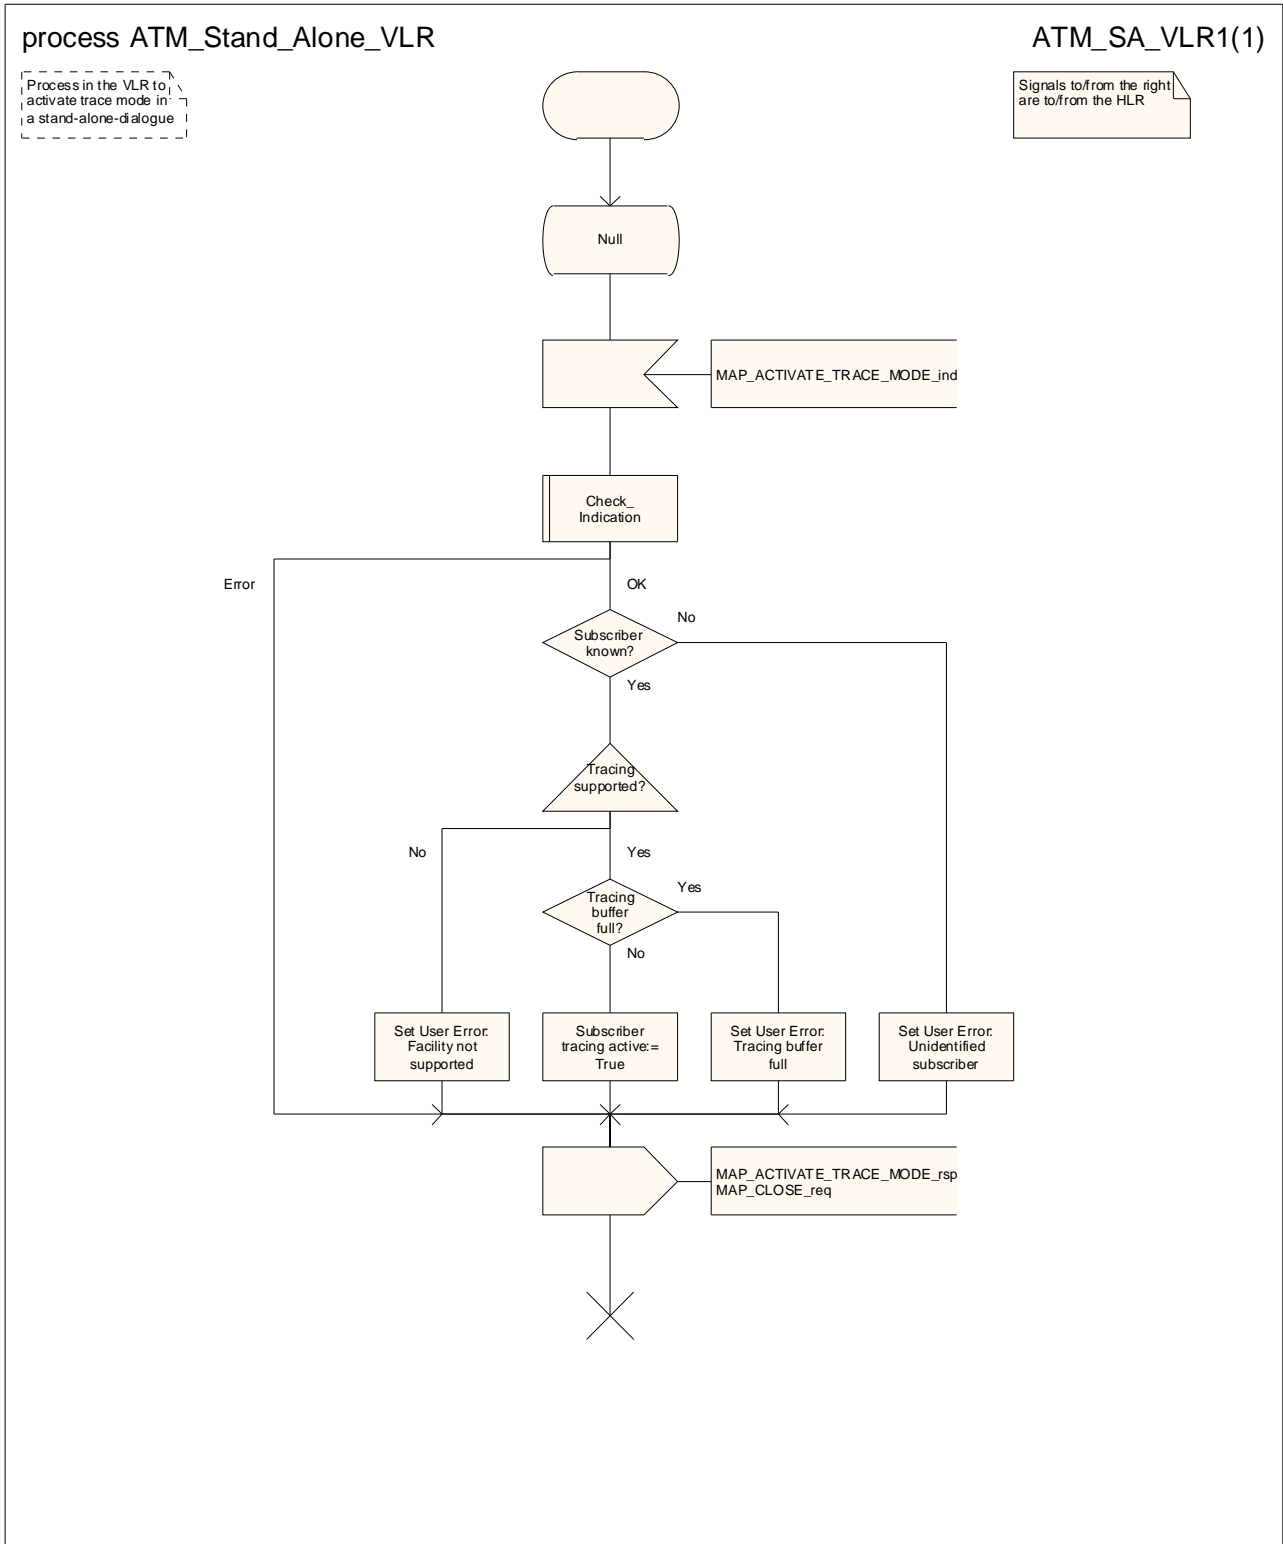 process ATM_Stand_Alone_VLR
ATM_SA_VLR1(1)
Process in the VLR to
activate trace mode in
a stand-alone-dialogue
Signals to/from the right
are to/from the HLR
Null
MAP_ACTIVATE_TRACE_MODE_ind
Check_
Indication
Error
OK
No
Subscriber
known?
Yes
Tracing
supported?
No
Yes
Yes
Tracing
buffer
full?
No
Set User Error:
Facility not
supported
Subscriber
tracing active:=
True
Set User Error:
Tracing buffer
full
Set User Error:
Unidentified
subscriber
MAP_ACTIVATE_TRACE_MODE_rsp
MAP_CLOSE_req